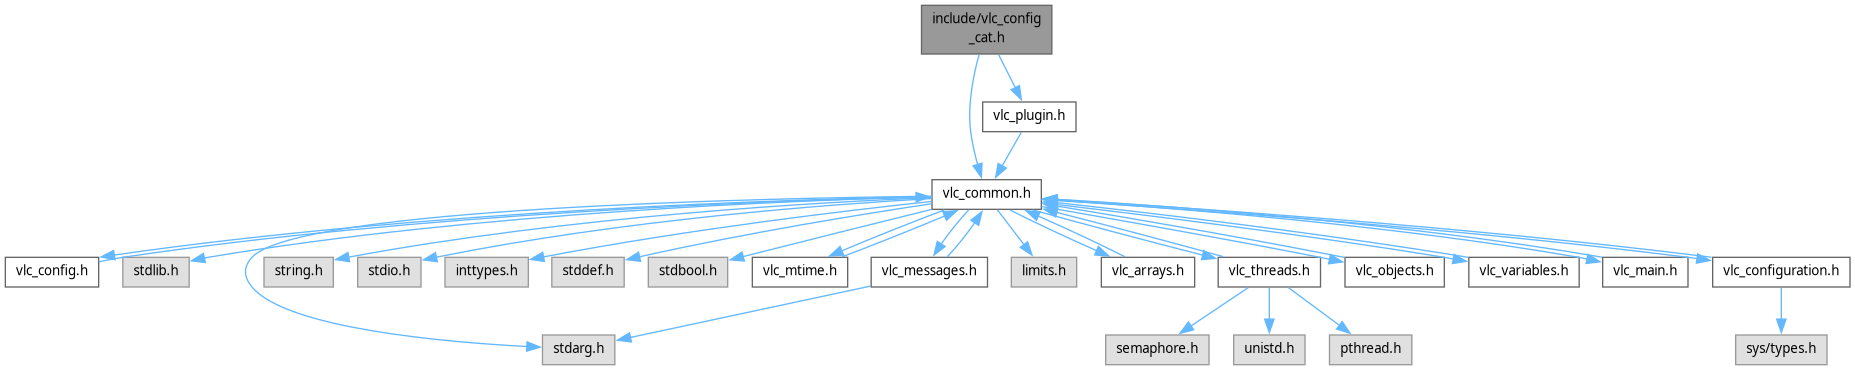 include/vlc_config
_cat.h
vlc_plugin.h
vlc_common.h
vlc_config.h
stdlib.h
string.h
stdio.h
inttypes.h
stddef.h
stdbool.h
vlc_mtime.h
vlc_messages.h
limits.h
vlc_arrays.h
vlc_threads.h
vlc_objects.h
vlc_variables.h
vlc_main.h
vlc_configuration.h
stdarg.h
semaphore.h
unistd.h
pthread.h
sys/types.h